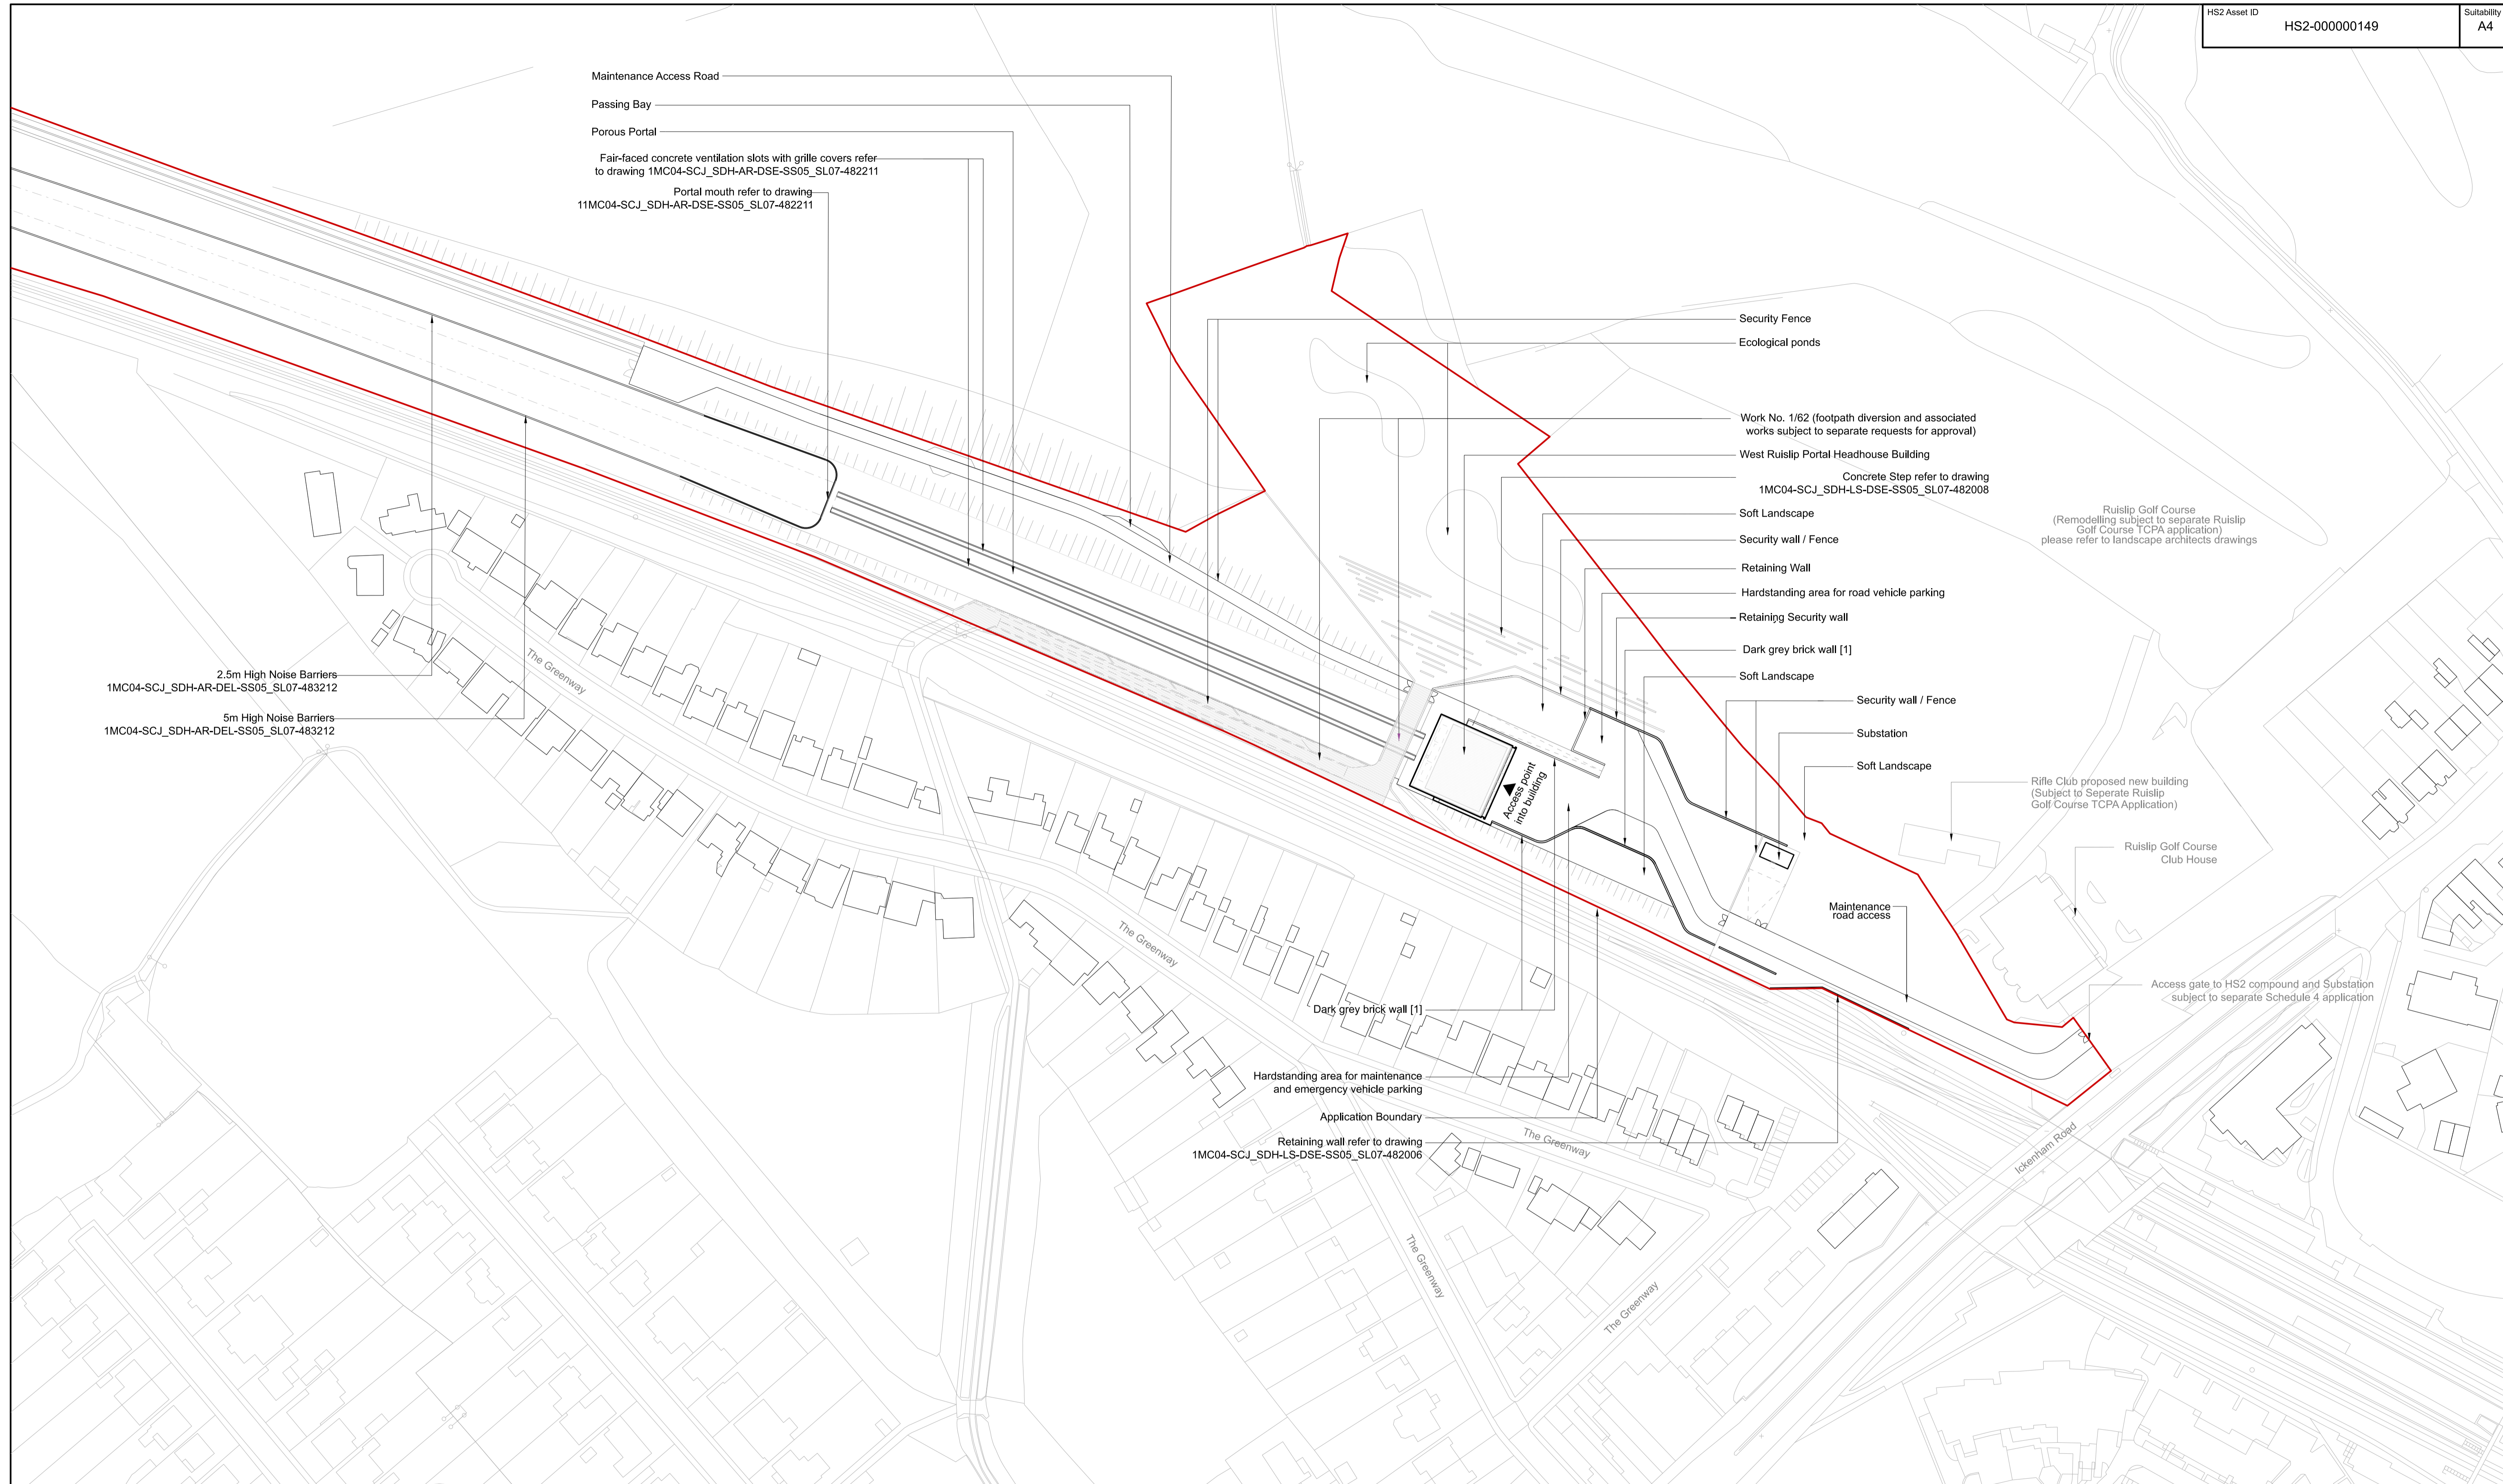 HS2 Asset ID
HS2-000000149
Suitability
A4
Maintenance Access Road
Passing Bay
Porous Portal
Fair-faced concrete ventilation slots with grille covers refer
to drawing 1MC04-SCJ_SDH-AR-DSE-SS05_SL07-482211
Portal mouth refer to drawing
11MC04-SCJ_SDH-AR-DSE-SS05_SL07-482211
Security Fence
Ecological ponds
Work No. 1/62 (footpath diversion and associated
works subject to separate requests for approval)
West Ruislip Portal Headhouse Building
Concrete Step refer to drawing
1MC04-SCJ_SDH-LS-DSE-SS05_SL07-482008
Soft Landscape
Security wall / Fence
Retaining Wall
Hardstanding area for road vehicle parking
Retaining Security wall
Dark grey brick wall [1]
Soft Landscape
Security wall / Fence
Substation
Soft Landscape
Ruislip Golf Course
(Remodelling subject to separate Ruislip
Golf Course TCPA application)
please refer to landscape architects drawings
Rifle Club proposed new building
(Subject to Seperate Ruislip
Golf Course TCPA Application)
Ruislip Golf Course
Club House
Maintenance
road access
Access gate to HS2 compound and Substation
subject to separate Schedule 4 application
Access point
into building
2.5m High Noise Barriers
1MC04-SCJ_SDH-AR-DEL-SS05_SL07-483212
5m High Noise Barriers
1MC04-SCJ_SDH-AR-DEL-SS05_SL07-483212
The Greenway
The Greenway
Dark grey brick wall [1]
Hardstanding area for maintenance
and emergency vehicle parking
Application Boundary
Retaining wall refer to drawing
1MC04-SCJ_SDH-LS-DSE-SS05_SL07-482006
The Greenway
The Greenway
The Greenway
Ickenham Road